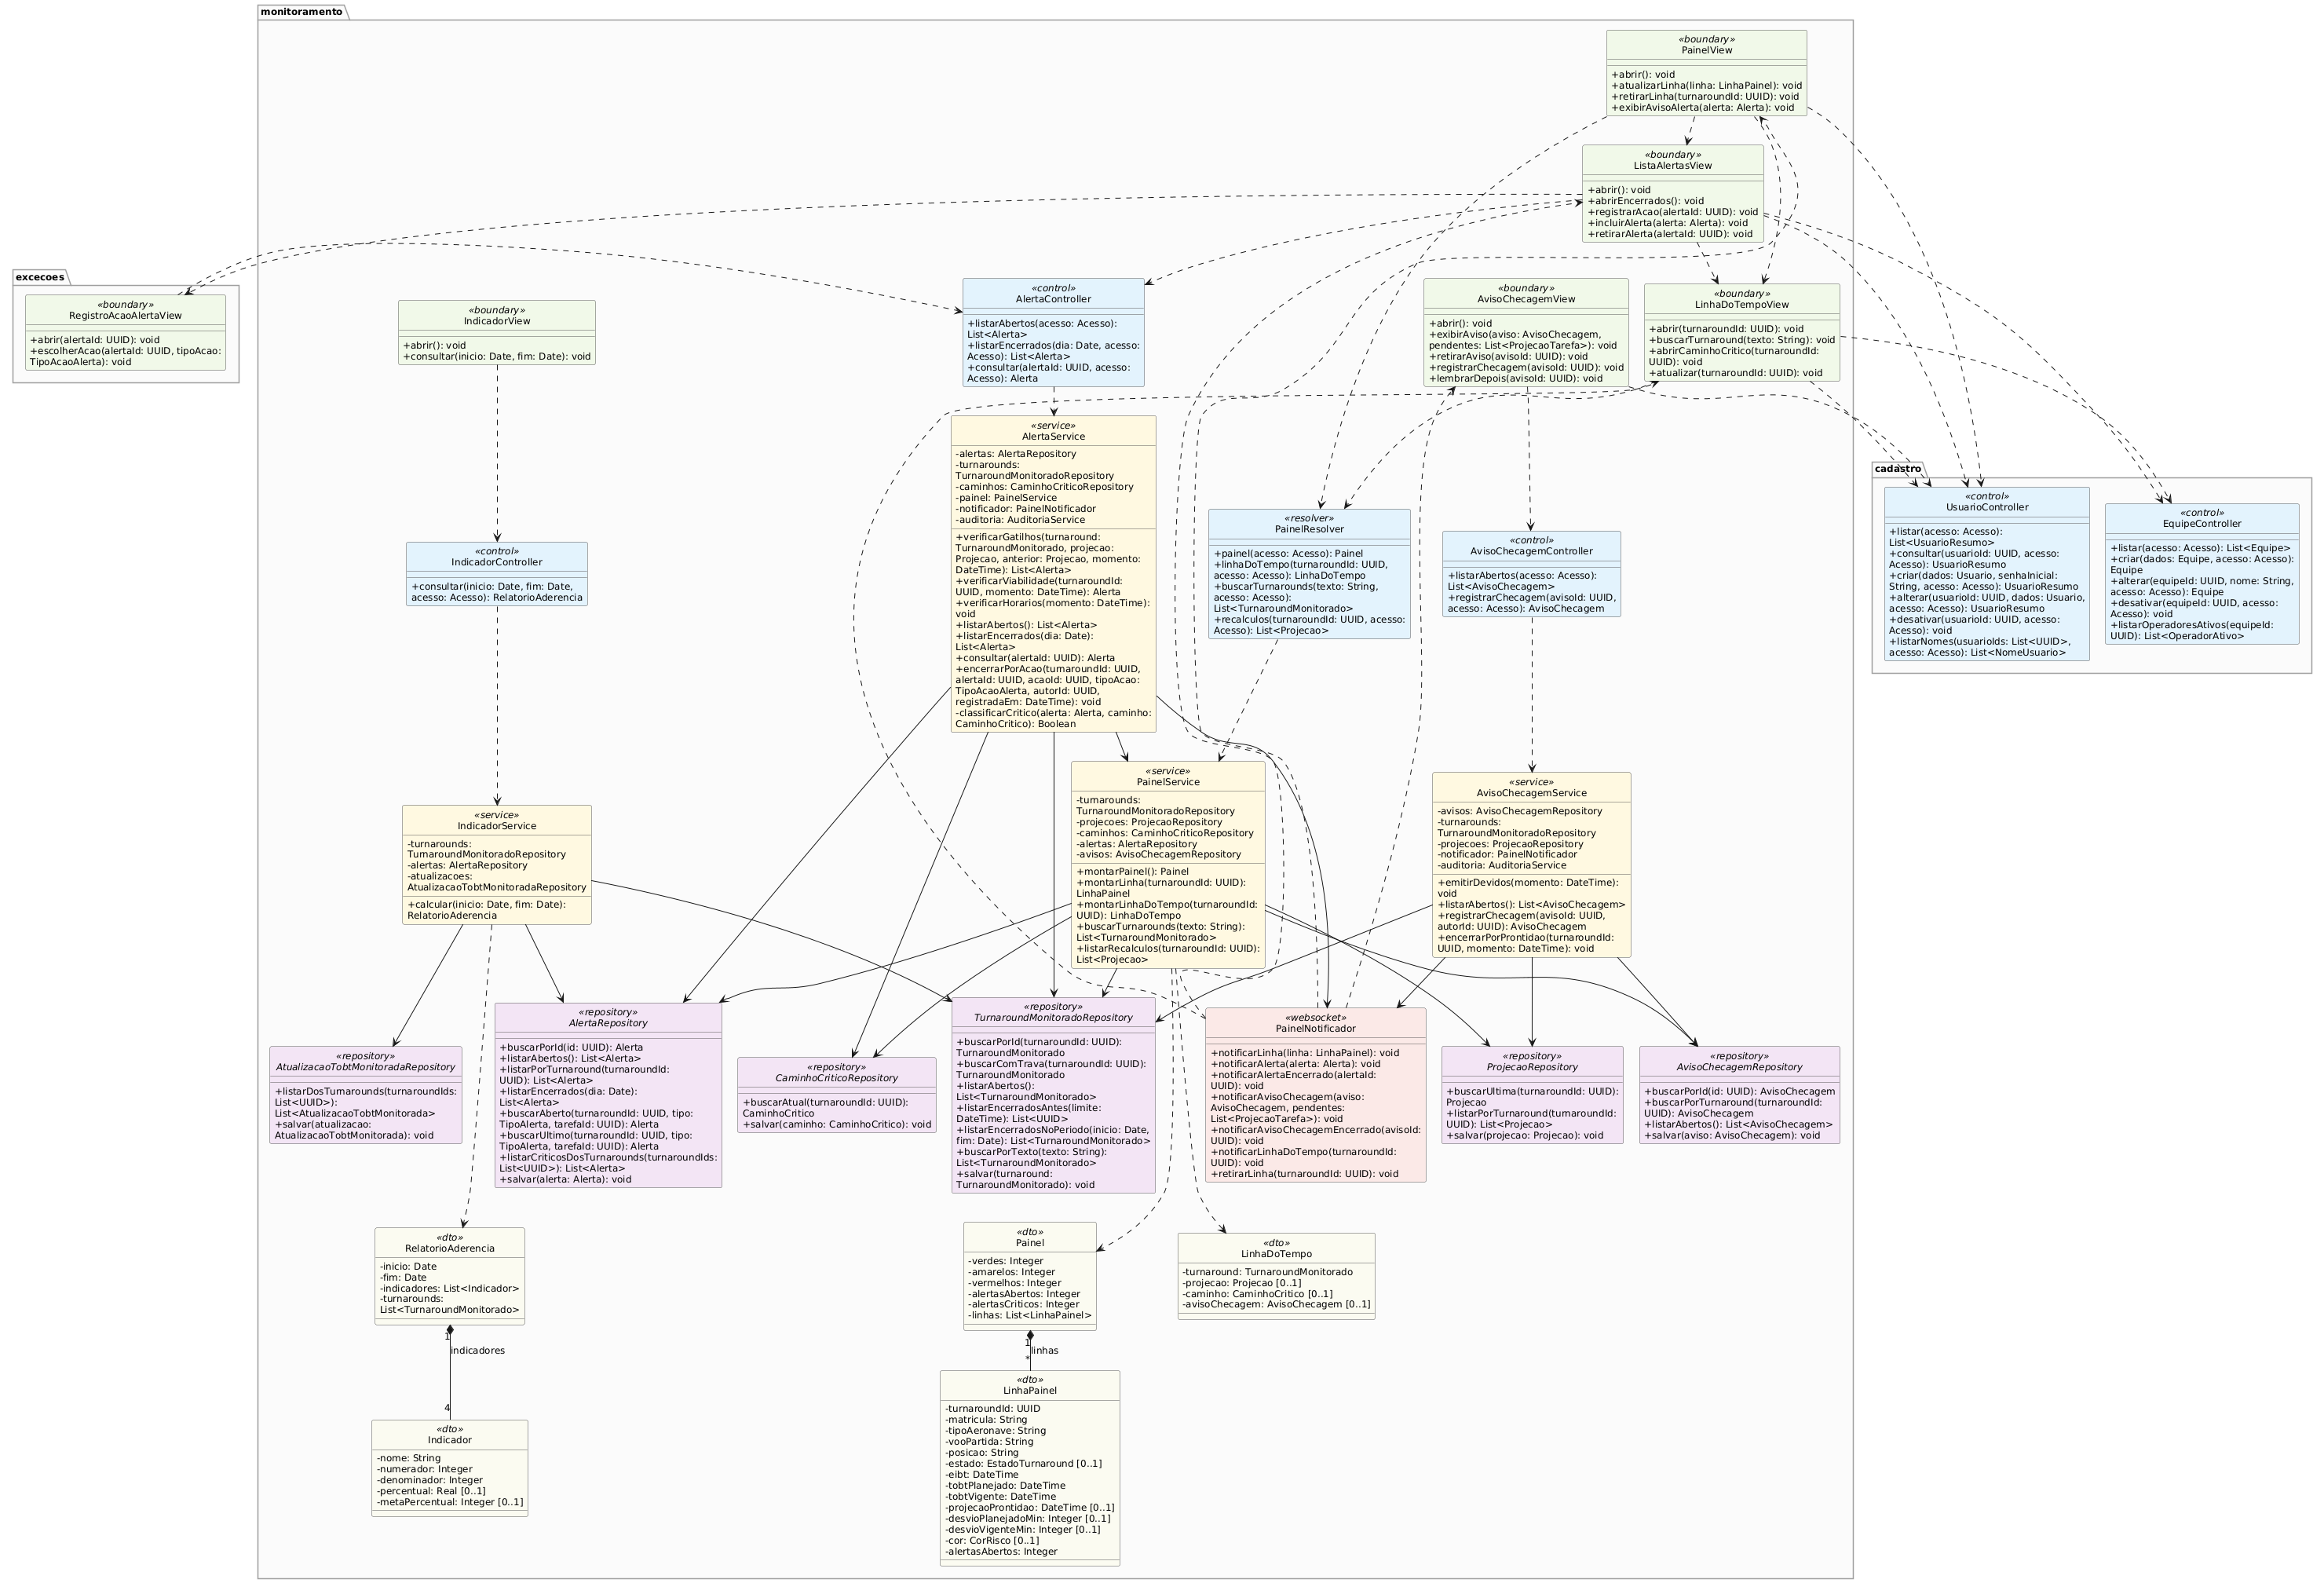 monitoramento
«boundary»
PainelView
+abrir(): void
+atualizarLinha(linha: LinhaPainel): void
+retirarLinha(turnaroundId: UUID): void
+exibirAvisoAlerta(alerta: Alerta): void
«boundary»
ListaAlertasView
+abrir(): void
+abrirEncerrados(): void
+registrarAcao(alertaId: UUID): void
+incluirAlerta(alerta: Alerta): void
+retirarAlerta(alertaId: UUID): void
excecoes
«boundary»
RegistroAcaoAlertaView
+abrir(alertaId: UUID): void
+escolherAcao(alertaId: UUID, tipoAcao:
TipoAcaoAlerta): void
«boundary»
IndicadorView
+abrir(): void
+consultar(inicio: Date, fim: Date): void
«control»
AlertaController
+listarAbertos(acesso: Acesso):
List<Alerta>
+listarEncerrados(dia: Date, acesso:
Acesso): List<Alerta>
+consultar(alertaId: UUID, acesso:
Acesso): Alerta
«boundary»
AvisoChecagemView
+abrir(): void
+exibirAviso(aviso: AvisoChecagem,
pendentes: List<ProjecaoTarefa>): void
+retirarAviso(avisoId: UUID): void
+registrarChecagem(avisoId: UUID): void
+lembrarDepois(avisoId: UUID): void
«boundary»
LinhaDoTempoView
+abrir(turnaroundId: UUID): void
+buscarTurnaround(texto: String): void
+abrirCaminhoCritico(turnaroundId:
UUID): void
+atualizar(turnaroundId: UUID): void
«service»
AlertaService
-alertas: AlertaRepository
-turnarounds:
TurnaroundMonitoradoRepository
-caminhos: CaminhoCriticoRepository
-painel: PainelService
-notificador: PainelNotificador
-auditoria: AuditoriaService
+verificarGatilhos(turnaround:
TurnaroundMonitorado, projecao:
Projecao, anterior: Projecao, momento:
DateTime): List<Alerta>
+verificarViabilidade(turnaroundId:
UUID, momento: DateTime): Alerta
+verificarHorarios(momento: DateTime):
void
+listarAbertos(): List<Alerta>
+listarEncerrados(dia: Date):
List<Alerta>
+consultar(alertaId: UUID): Alerta
+encerrarPorAcao(turnaroundId: UUID,
alertaId: UUID, acaoId: UUID, tipoAcao:
TipoAcaoAlerta, autorId: UUID,
registradaEm: DateTime): void
-classificarCritico(alerta: Alerta, caminho:
CaminhoCritico): Boolean
«resolver»
PainelResolver
+painel(acesso: Acesso): Painel
+linhaDoTempo(turnaroundId: UUID,
acesso: Acesso): LinhaDoTempo
+buscarTurnarounds(texto: String,
acesso: Acesso):
List<TurnaroundMonitorado>
+recalculos(turnaroundId: UUID, acesso:
Acesso): List<Projecao>
«control»
AvisoChecagemController
+listarAbertos(acesso: Acesso):
List<AvisoChecagem>
+registrarChecagem(avisoId: UUID,
acesso: Acesso): AvisoChecagem
cadastro
«control»
UsuarioController
+listar(acesso: Acesso):
List<UsuarioResumo>
+consultar(usuarioId: UUID, acesso:
Acesso): UsuarioResumo
+criar(dados: Usuario, senhaInicial:
String, acesso: Acesso): UsuarioResumo
+alterar(usuarioId: UUID, dados: Usuario,
acesso: Acesso): UsuarioResumo
+desativar(usuarioId: UUID, acesso:
Acesso): void
+listarNomes(usuarioIds: List<UUID>,
acesso: Acesso): List<NomeUsuario>
«control»
EquipeController
+listar(acesso: Acesso): List<Equipe>
+criar(dados: Equipe, acesso: Acesso):
Equipe
+alterar(equipeId: UUID, nome: String,
acesso: Acesso): Equipe
+desativar(equipeId: UUID, acesso:
Acesso): void
+listarOperadoresAtivos(equipeId:
UUID): List<OperadorAtivo>
«control»
IndicadorController
+consultar(inicio: Date, fim: Date,
acesso: Acesso): RelatorioAderencia
«service»
IndicadorService
-turnarounds:
TurnaroundMonitoradoRepository
-alertas: AlertaRepository
-atualizacoes:
AtualizacaoTobtMonitoradaRepository
+calcular(inicio: Date, fim: Date):
RelatorioAderencia
«service»
PainelService
-turnarounds:
TurnaroundMonitoradoRepository
-projecoes: ProjecaoRepository
-caminhos: CaminhoCriticoRepository
-alertas: AlertaRepository
-avisos: AvisoChecagemRepository
+montarPainel(): Painel
+montarLinha(turnaroundId: UUID):
LinhaPainel
+montarLinhaDoTempo(turnaroundId:
UUID): LinhaDoTempo
+buscarTurnarounds(texto: String):
List<TurnaroundMonitorado>
+listarRecalculos(turnaroundId: UUID):
List<Projecao>
«service»
AvisoChecagemService
-avisos: AvisoChecagemRepository
-turnarounds:
TurnaroundMonitoradoRepository
-projecoes: ProjecaoRepository
-notificador: PainelNotificador
-auditoria: AuditoriaService
+emitirDevidos(momento: DateTime):
void
+listarAbertos(): List<AvisoChecagem>
+registrarChecagem(avisoId: UUID,
autorId: UUID): AvisoChecagem
+encerrarPorProntidao(turnaroundId:
UUID, momento: DateTime): void
«repository»
AtualizacaoTobtMonitoradaRepository
+listarDosTurnarounds(turnaroundIds:
List<UUID>):
List<AtualizacaoTobtMonitorada>
+salvar(atualizacao:
AtualizacaoTobtMonitorada): void
«repository»
AlertaRepository
+buscarPorId(id: UUID): Alerta
+listarAbertos(): List<Alerta>
+listarPorTurnaround(turnaroundId:
UUID): List<Alerta>
+listarEncerrados(dia: Date):
List<Alerta>
+buscarAberto(turnaroundId: UUID, tipo:
TipoAlerta, tarefaId: UUID): Alerta
+buscarUltimo(turnaroundId: UUID, tipo:
TipoAlerta, tarefaId: UUID): Alerta
+listarCriticosDosTurnarounds(turnaroundIds:
List<UUID>): List<Alerta>
+salvar(alerta: Alerta): void
«repository»
CaminhoCriticoRepository
+buscarAtual(turnaroundId: UUID):
CaminhoCritico
+salvar(caminho: CaminhoCritico): void
«repository»
TurnaroundMonitoradoRepository
+buscarPorId(turnaroundId: UUID):
TurnaroundMonitorado
+buscarComTrava(turnaroundId: UUID):
TurnaroundMonitorado
+listarAbertos():
List<TurnaroundMonitorado>
+listarEncerradosAntes(limite:
DateTime): List<UUID>
+listarEncerradosNoPeriodo(inicio: Date,
fim: Date): List<TurnaroundMonitorado>
+buscarPorTexto(texto: String):
List<TurnaroundMonitorado>
+salvar(turnaround:
TurnaroundMonitorado): void
«websocket»
PainelNotificador
+notificarLinha(linha: LinhaPainel): void
+notificarAlerta(alerta: Alerta): void
+notificarAlertaEncerrado(alertaId:
UUID): void
+notificarAvisoChecagem(aviso:
AvisoChecagem, pendentes:
List<ProjecaoTarefa>): void
+notificarAvisoChecagemEncerrado(avisoId:
UUID): void
+notificarLinhaDoTempo(turnaroundId:
UUID): void
+retirarLinha(turnaroundId: UUID): void
«repository»
ProjecaoRepository
+buscarUltima(turnaroundId: UUID):
Projecao
+listarPorTurnaround(turnaroundId:
UUID): List<Projecao>
+salvar(projecao: Projecao): void
«repository»
AvisoChecagemRepository
+buscarPorId(id: UUID): AvisoChecagem
+buscarPorTurnaround(turnaroundId:
UUID): AvisoChecagem
+listarAbertos(): List<AvisoChecagem>
+salvar(aviso: AvisoChecagem): void
«dto»
RelatorioAderencia
-inicio: Date
-fim: Date
-indicadores: List<Indicador>
-turnarounds:
List<TurnaroundMonitorado>
«dto»
Painel
-verdes: Integer
-amarelos: Integer
-vermelhos: Integer
-alertasAbertos: Integer
-alertasCriticos: Integer
-linhas: List<LinhaPainel>
«dto»
LinhaDoTempo
-turnaround: TurnaroundMonitorado
-projecao: Projecao [0..1]
-caminho: CaminhoCritico [0..1]
-avisoChecagem: AvisoChecagem [0..1]
1
indicadores
4
1
linhas
*
«dto»
Indicador
-nome: String
-numerador: Integer
-denominador: Integer
-percentual: Real [0..1]
-metaPercentual: Integer [0..1]
«dto»
LinhaPainel
-turnaroundId: UUID
-matricula: String
-tipoAeronave: String
-vooPartida: String
-posicao: String
-estado: EstadoTurnaround [0..1]
-eibt: DateTime
-tobtPlanejado: DateTime
-tobtVigente: DateTime
-projecaoProntidao: DateTime [0..1]
-desvioPlanejadoMin: Integer [0..1]
-desvioVigenteMin: Integer [0..1]
-cor: CorRisco [0..1]
-alertasAbertos: Integer